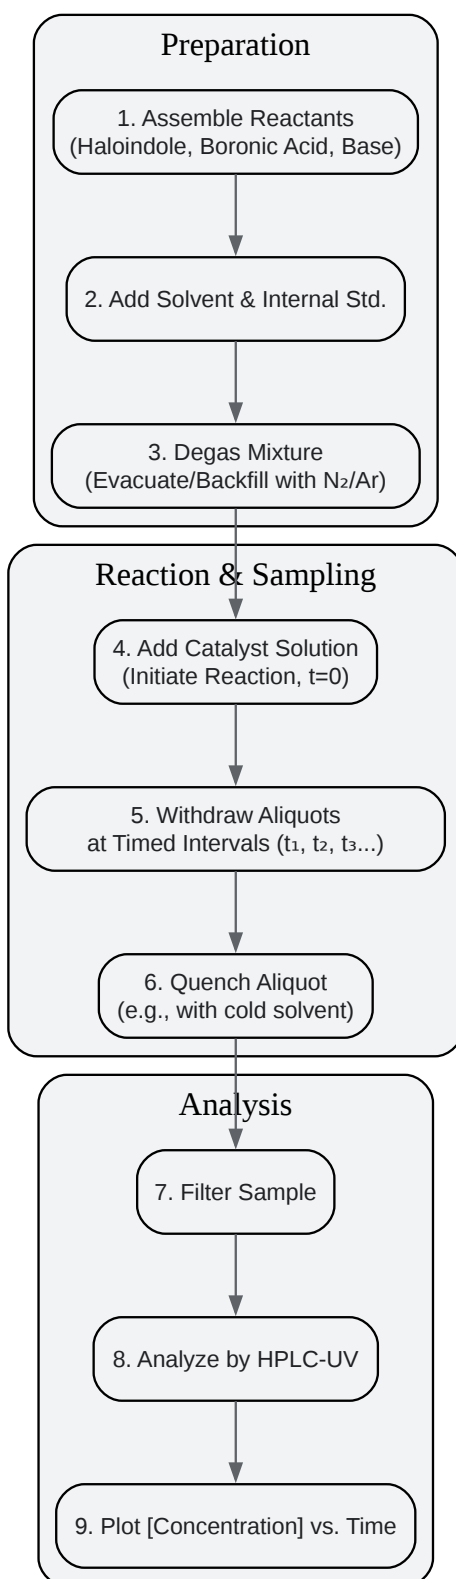 Preparation
1. Assemble Reactants
(Haloindole, Boronic Acid, Base)
2. Add Solvent & Internal Std.
3. Degas Mixture
(Evacuate/Backfill with N₂/Ar)
Reaction & Sampling
4. Add Catalyst Solution
(Initiate Reaction, t=0)
5. Withdraw Aliquots
at Timed Intervals (t₁, t₂, t₃...)
6. Quench Aliquot
(e.g., with cold solvent)
Analysis
7. Filter Sample
8. Analyze by HPLC-UV
9. Plot [Concentration] vs. Time